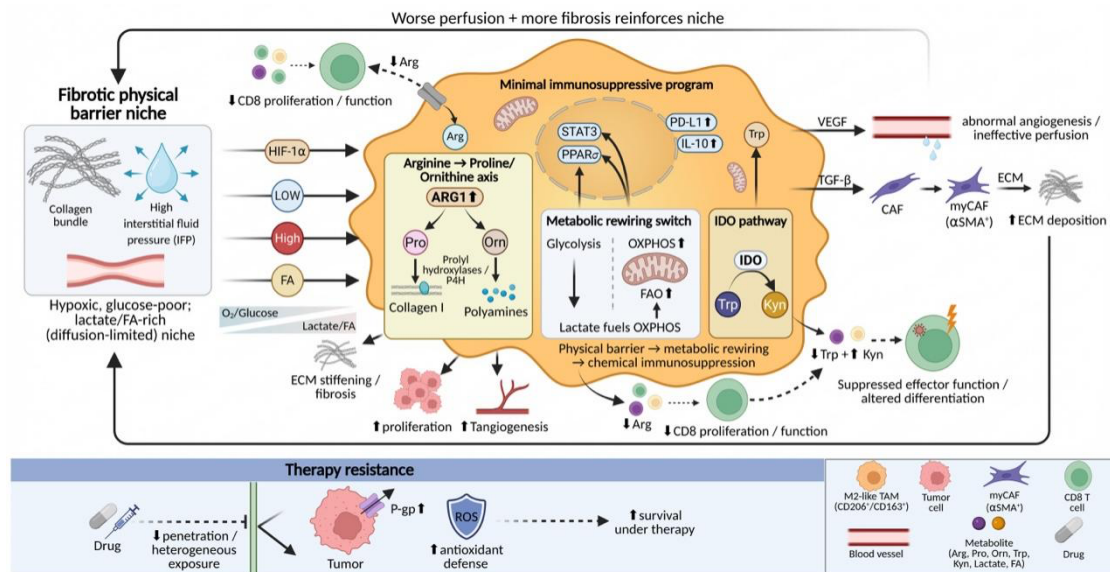 Worse perfusion + more fibrosis reinforces niche
Fibrotic physical
barrier niche
Collagen
bundle
High
interstitial fluid
pressure (IFP)
Hypoxic, glucose-poor;
lactate/FA-rich
(diffusion-limited) niche
HIF-1α
LOW
High
FA
O₂/Glucose
Lactate/FA
⬇CD8 proliferation / function
⬇Arg
Arg
Minimal immunosuppressive program
STAT3
PPARσ
PD-L1⬆
IL-10⬆
Trp
Arginine → Proline/
Ornithine axis
ARG1⬆
Pro
Orn
Prolyl
hydroxylases /
P4H
Collagen I
Polyamines
Metabolic rewiring switch
Glycolysis
OXPHOS⬆
FAO⬆
Lactate fuels OXPHOS
IDO pathway
IDO
Trp
Kyn
Physical barrier → metabolic rewiring
→ chemical immunosuppression
VEGF
abnormal angiogenesis /
ineffective perfusion
TGF-β
CAF
myCAF
(αSMA⁺)
ECM
⬆ECM deposition
⬇Trp +⬆ Kyn
Suppressed effector function /
altered differentiation
ECM stiffening /
fibrosis
⬆proliferation
⬆Tangiogenesis
⬇Arg
⬇CD8 proliferation / function
Therapy resistance
Drug
⬇penetration /
heterogeneous
exposure
Tumor
P-gp⬆
ROS
⬆antioxidant
defense
⬆survival
under therapy
M2-like TAM
(CD206⁺/CD163⁺)
Tumor
cell
myCAF
(αSMA⁺)
CD8 T
cell
Blood vessel
Metabolite
(Arg, Pro, Orn, Trp,
Kyn, Lactate, FA)
Drug